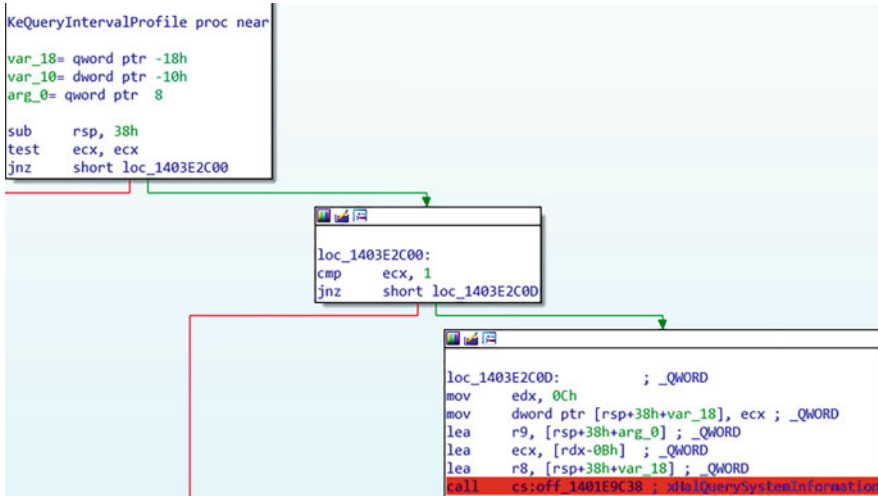 KeQueryIntervalProfile proc near
var_18= qword ptr -18h
var_10= dword ptr -10h
arg_0= qword ptr  8
sub     rsp, 38h
test    ecx, ecx
jnz     short loc_1403E2C00
loc_1403E2C00:
cmp     ecx, 1
jnz     short loc_1403E2C0D
loc_1403E2C0D:          ; _QWORD
mov     edx, 0Ch
mov     dword ptr [rsp+38h+var_18], ecx ; _QWORD
lea     r9, [rsp+38h+arg_0] ; _QWORD
lea     ecx, [rdx-0Bh]  ; _QWORD
lea     r8, [rsp+38h+var_18] ; _QWORD
call    cs:off_1401E9C38 ; xHalQuerySystemInformation